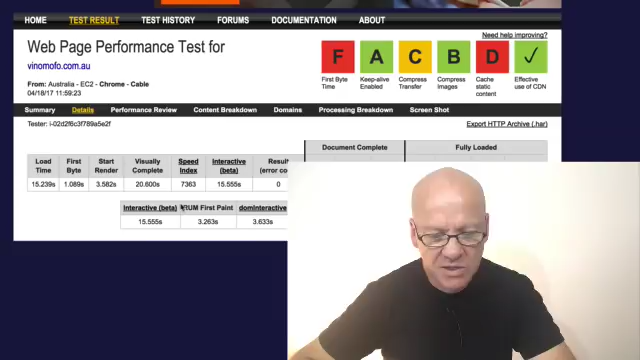 HOME TEST RESULT TEST HISTORY FORUMS DOCUMENTATION ABOUT
Need help improving?
Web Page Performance Test for
vinomofo.com.au
From: Australia - EC2 - Chrome - Cable
04/18/17 11:59:23
F A C B D ✓
First Byte Time
Keep-alive Enabled
Compress Transfer
Compress Images
Cache static content
Effective use of CDN
Summary Details Performance Review Content Breakdown Domains Processing Breakdown Screen Shot
Tester: i-02d2f6c3f789a5e2f
Export HTTP Archive (.har)
Document Complete Fully Loaded
Load Time First Byte Start Render Visually Complete Speed Index Interactive (beta) Result (error co
15.239s 1.089s 3.582s 20.600s 7363 15.555s 0
Interactive (beta) RUM First Paint domInteractive
15.555s 3.263s 3.633s